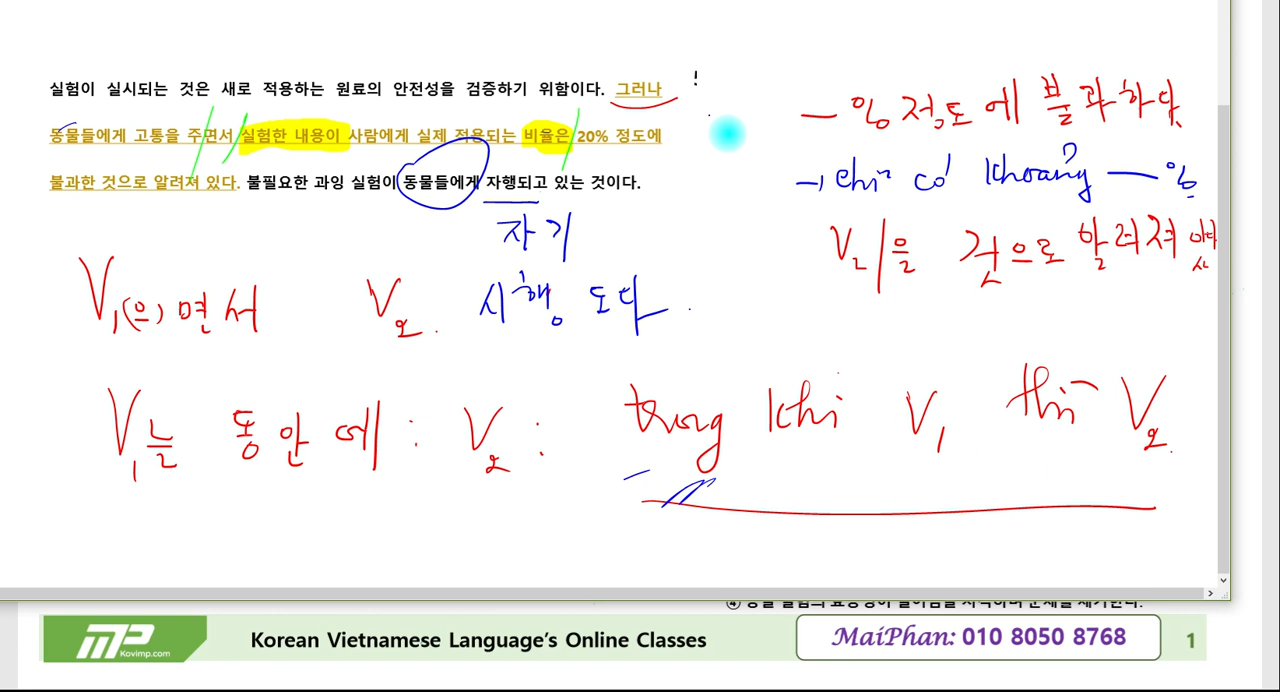 실험이 실시되는 것은 새로 적용하는 원료의 안전성을 검증하기 위함이다. 그러나
동물들에게 고통을 주면서 실험한 내용이 사람에게 실제 적용되는 비율은 20% 정도에
불과한 것으로 알려져 있다. 불필요한 과잉 실험이 동물들에게 자행되고 있는 것이다.
정도에 불과하다
→ chỉ có khoảng
V2/을 것으로 알려져 있다
자기
시행 도다.
V1(으)면서 V2.
V1는 동안에: V2: trong khi V1 thì V2.
Kovimp.com
Korean Vietnamese Language's Online Classes
MaiPhan: 010 8050 8768
1